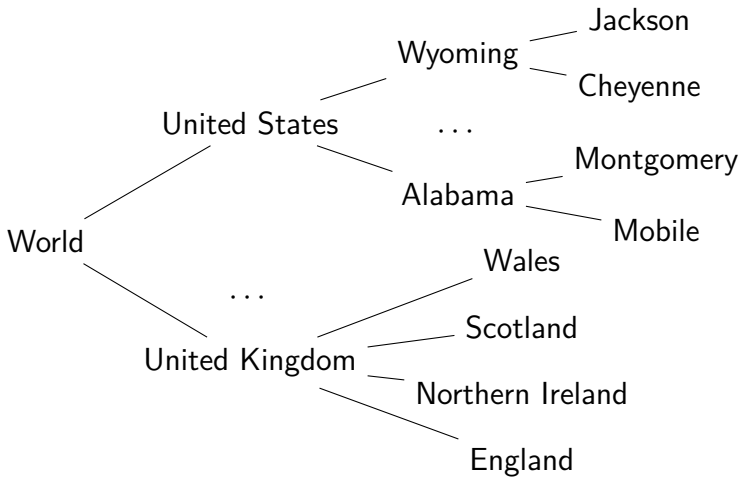 Jackson
Wyoming
Cheyenne
United States
...
Montgomery
Alabama
Mobile
World
Wales
...
Scotland
United Kingdom
Northern Ireland
England